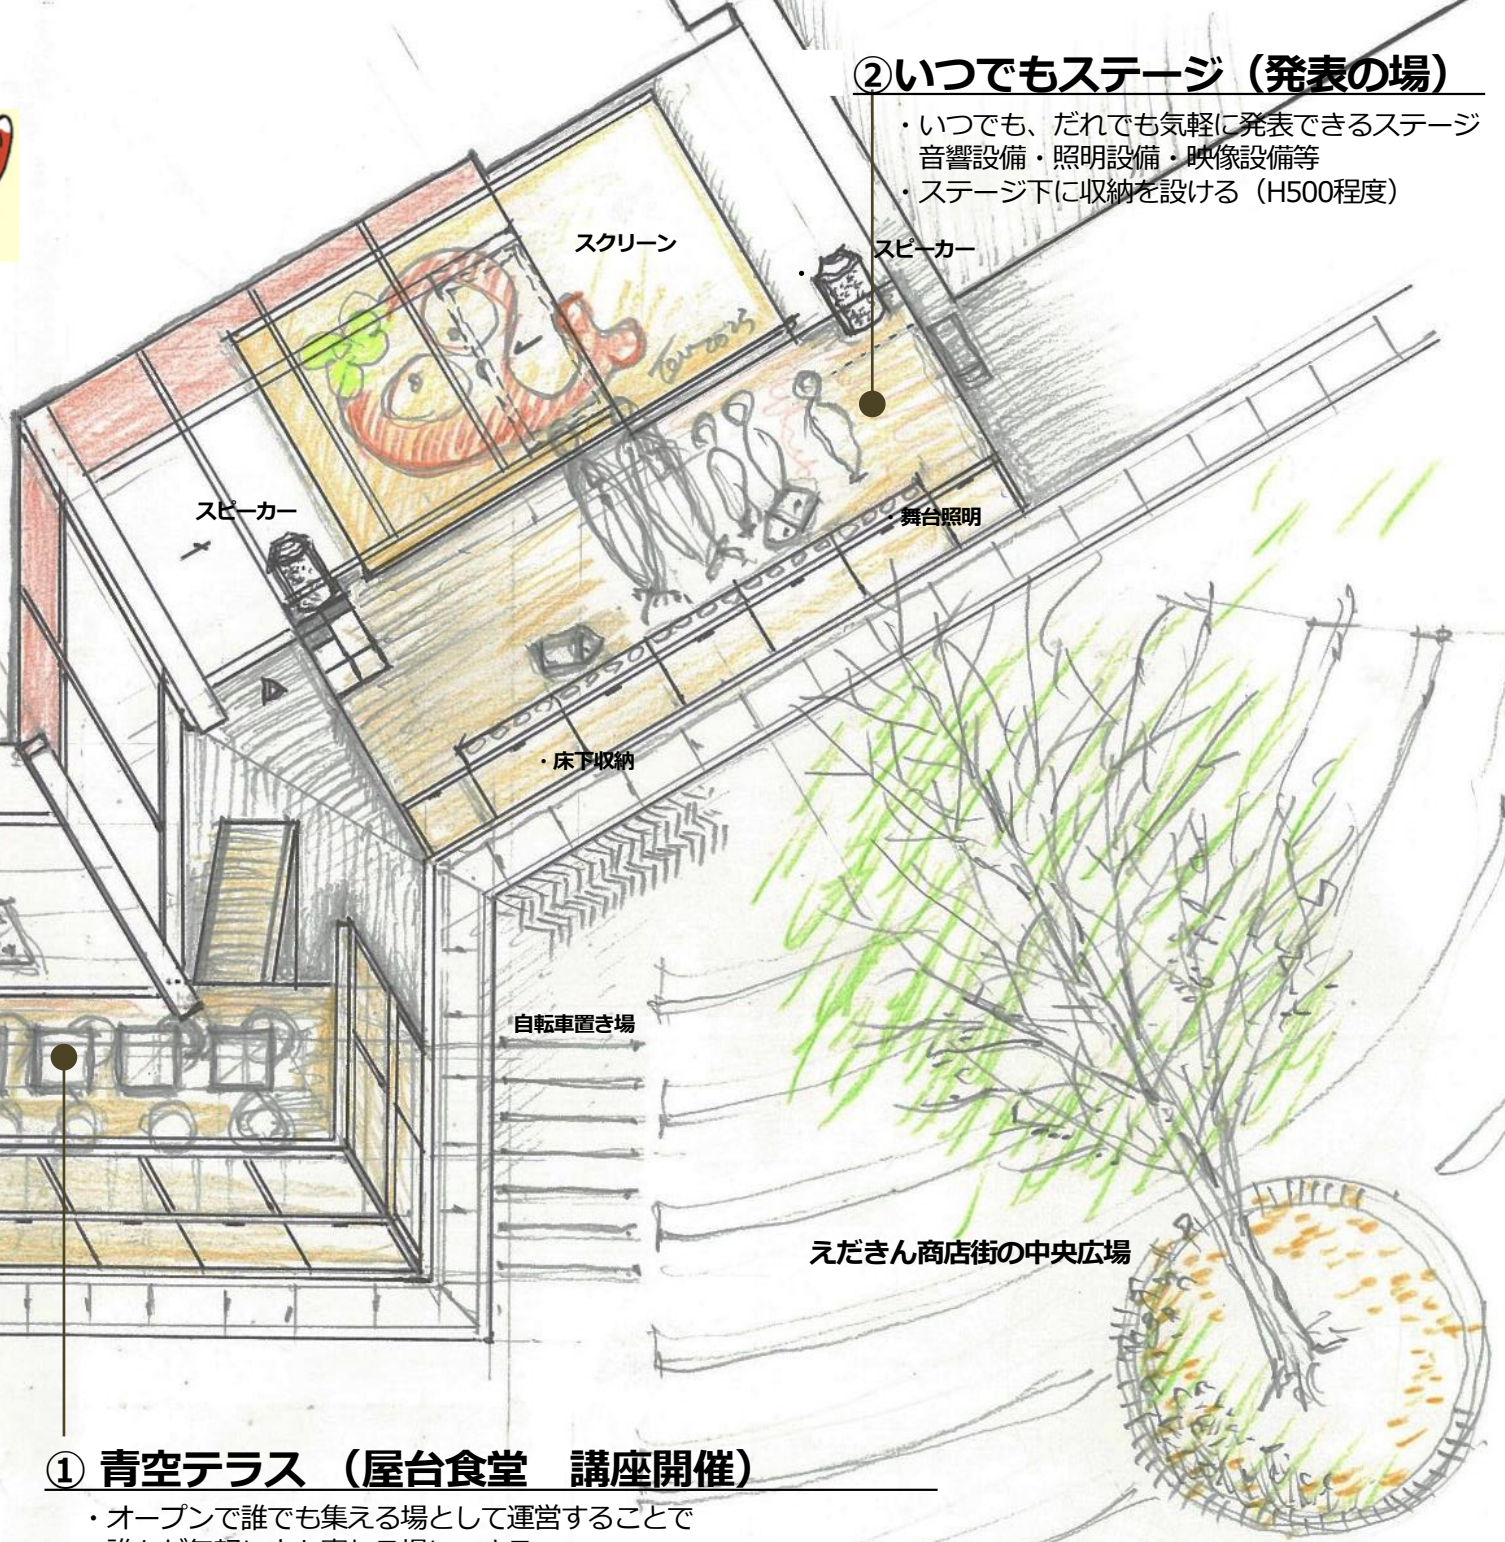 ②いつでもステージ（発表の場）
・いつでも、だれでも気軽に発表できるステージ
音響設備・照明設備・映像設備等
・ステージ下に収納を設ける（H500程度）
スクリーン
スピーカー
スピーカー
・舞台照明
・床下収納
自転車置き場
えだきん商店街の中央広場
① 青空テラス （屋台食堂　講座開催）
・オープンで誰でも集える場として運営することで